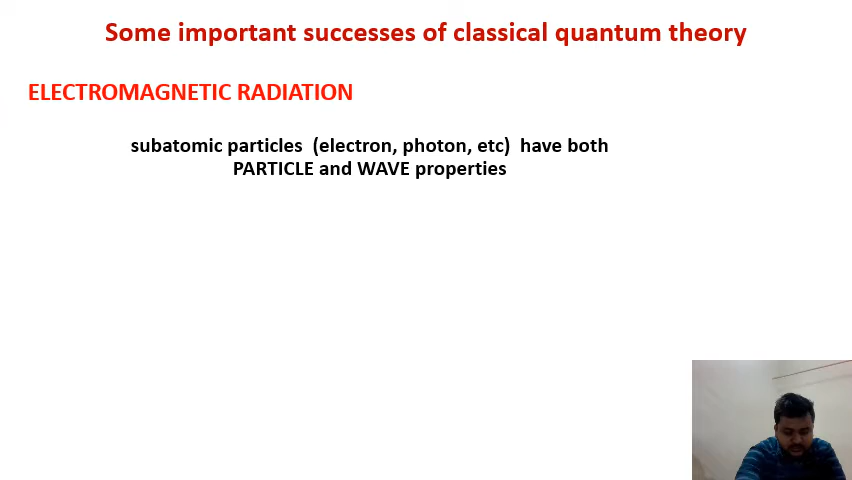 Some important successes of classical quantum theory
ELECTROMAGNETIC RADIATION
subatomic particles (electron, photon, etc) have both
PARTICLE and WAVE properties